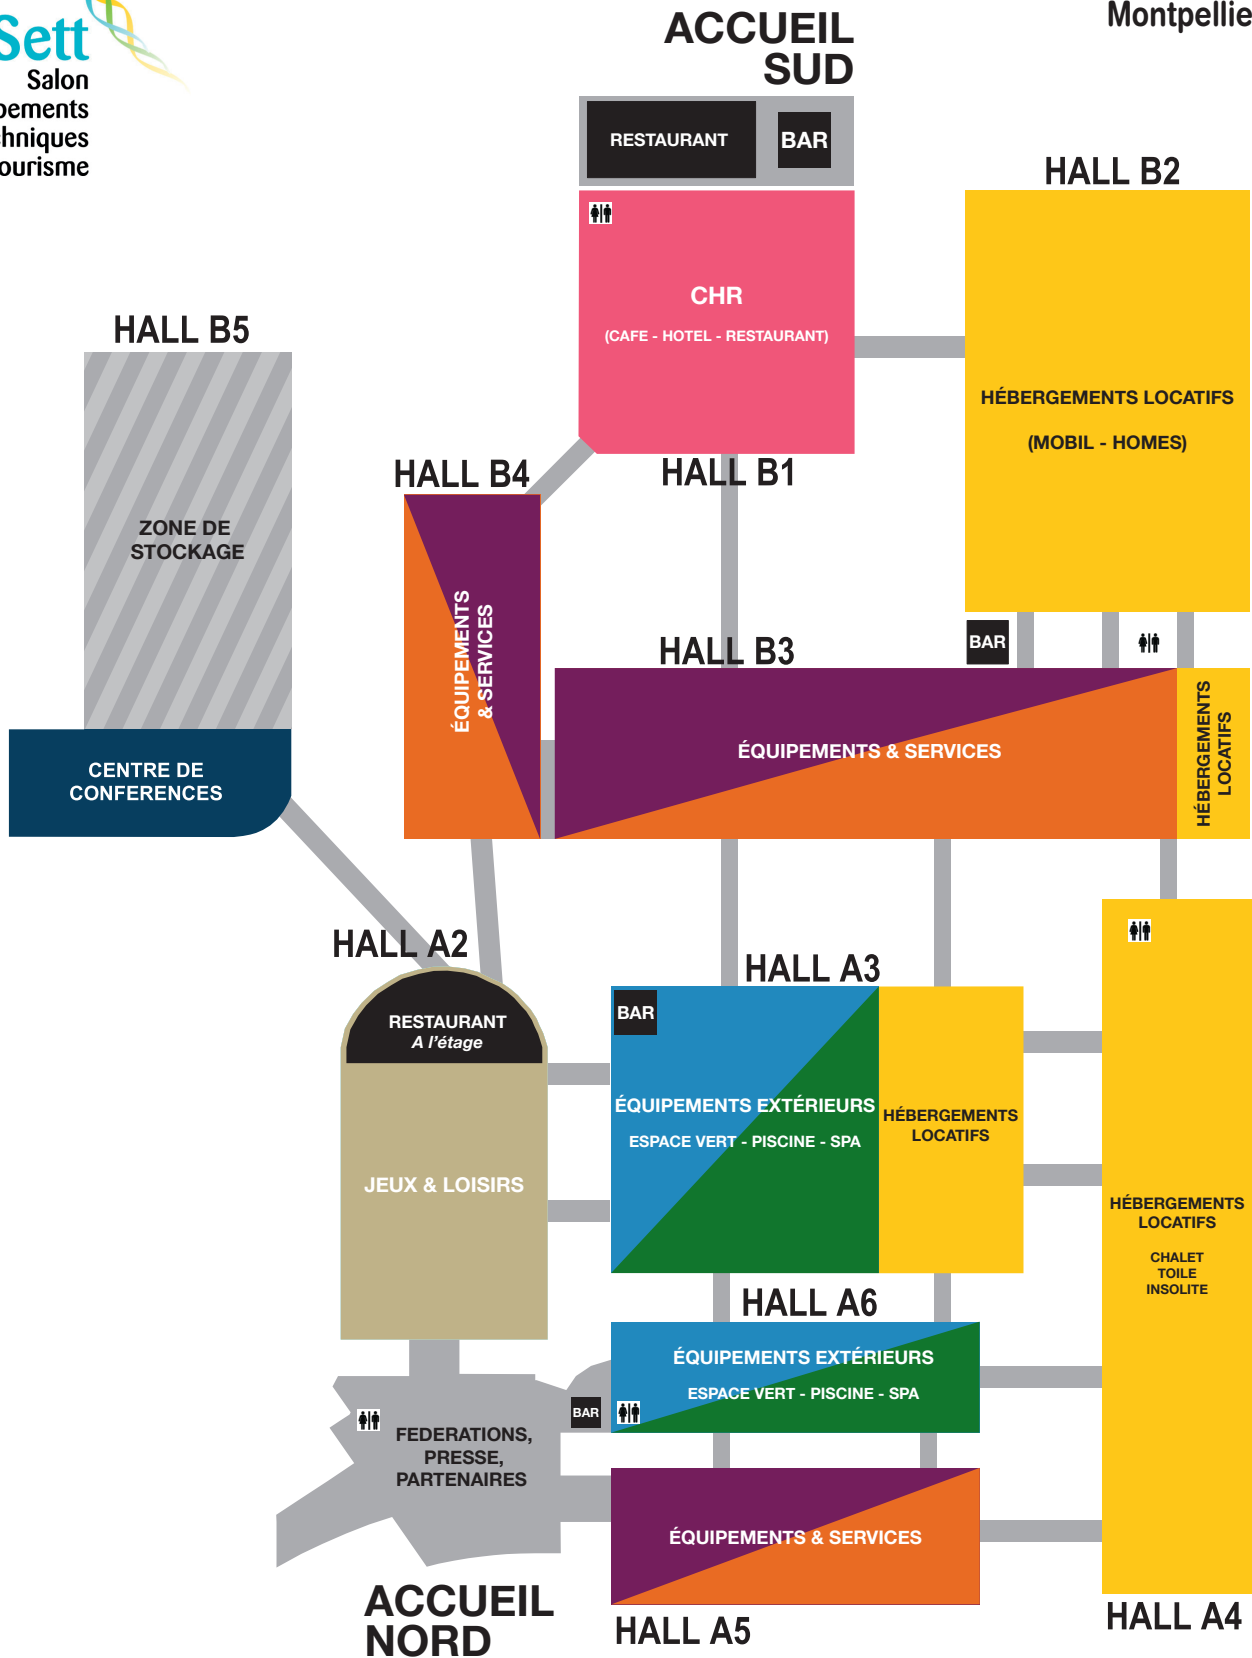 Sett
Salon
pements
hniques
ourisme
Montpellie
ACCUEIL
SUD
RESTAURANT
BAR
HALL B2
CHR
(CAFE - HOTEL - RESTAURANT)
HALL B1
HÉBERGEMENTS LOCATIFS
(MOBIL - HOMES)
HALL B5
ZONE DE
STOCKAGE
HALL B4
ÉQUIPEMENTS
& SERVICES
BAR
HALL B3
ÉQUIPEMENTS & SERVICES
HÉBERGEMENTS
LOCATIFS
CENTRE DE
CONFERENCES
HALL A2
RESTAURANT
A l'étage
JEUX & LOISIRS
HALL A3
BAR
ÉQUIPEMENTS EXTÉRIEURS
ESPACE VERT - PISCINE - SPA
HÉBERGEMENTS
LOCATIFS
HÉBERGEMENTS
LOCATIFS
CHALET
TOILE
INSOLITE
HALL A6
ÉQUIPEMENTS EXTÉRIEURS
ESPACE VERT - PISCINE - SPA
BAR
FEDERATIONS,
PRESSE,
PARTENAIRES
ÉQUIPEMENTS & SERVICES
ACCUEIL
NORD
HALL A5
HALL A4